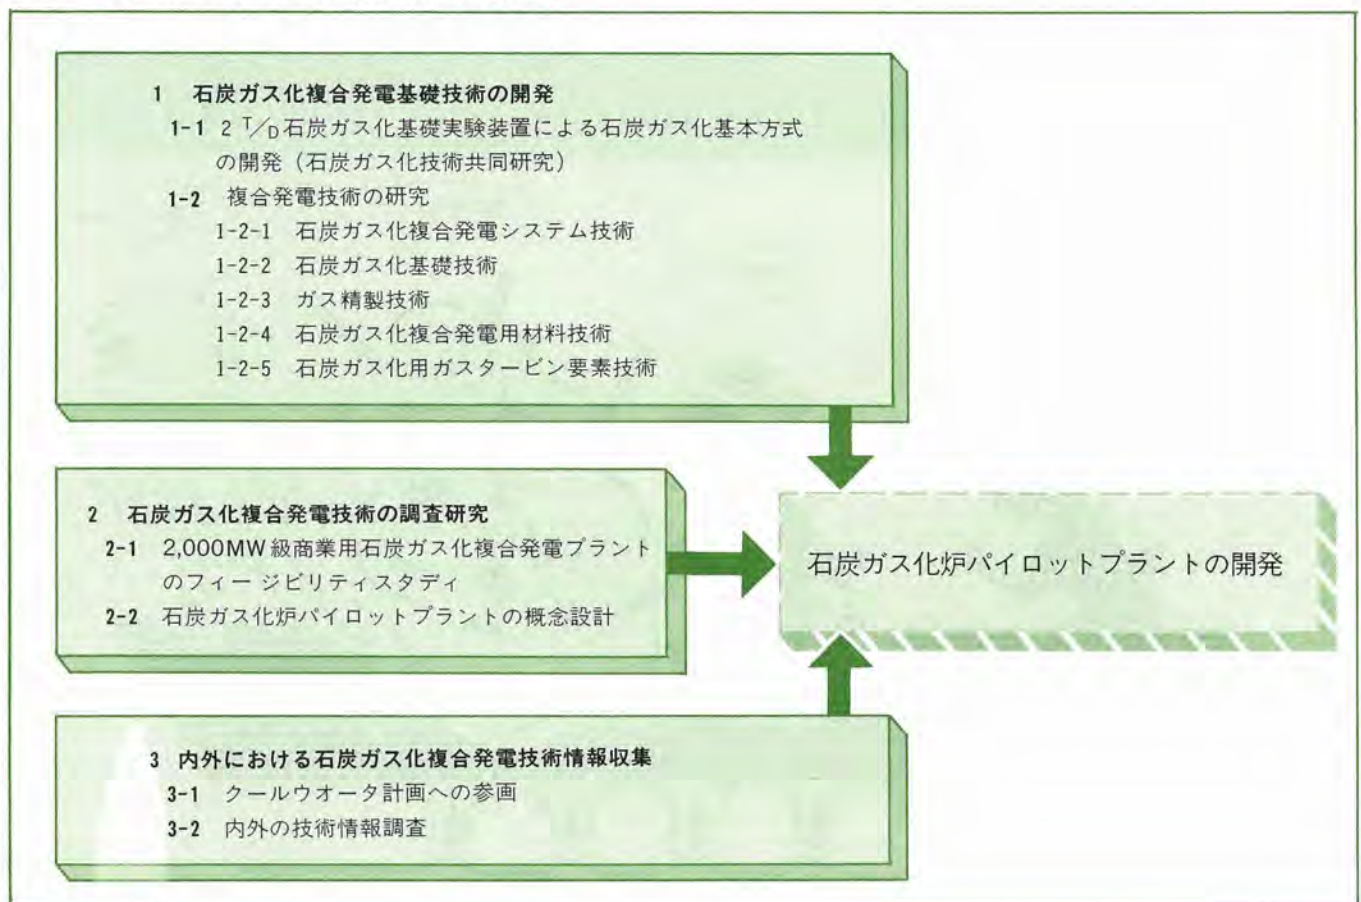 1 石炭ガス化複合発電基礎技術の開発
1-1 2 T/D石炭ガス化基礎実験装置による石炭ガス化基本方式
の開発（石炭ガス化技術共同研究）
1-2 複合発電技術の研究
1-2-1 石炭ガス化複合発電システム技術
1-2-2 石炭ガス化基礎技術
1-2-3 ガス精製技術
1-2-4 石炭ガス化複合発電用材料技術
1-2-5 石炭ガス化用ガスタービン要素技術
2 石炭ガス化複合発電技術の調査研究
2-1 2,000MW級商業用石炭ガス化複合発電プラント
のフィージビリティスタディ
2-2 石炭ガス化炉パイロットプラントの概念設計
石炭ガス化炉パイロットプラントの開発
3 内外における石炭ガス化複合発電技術情報収集
3-1 クールウオータ計画への参画
3-2 内外の技術情報調査